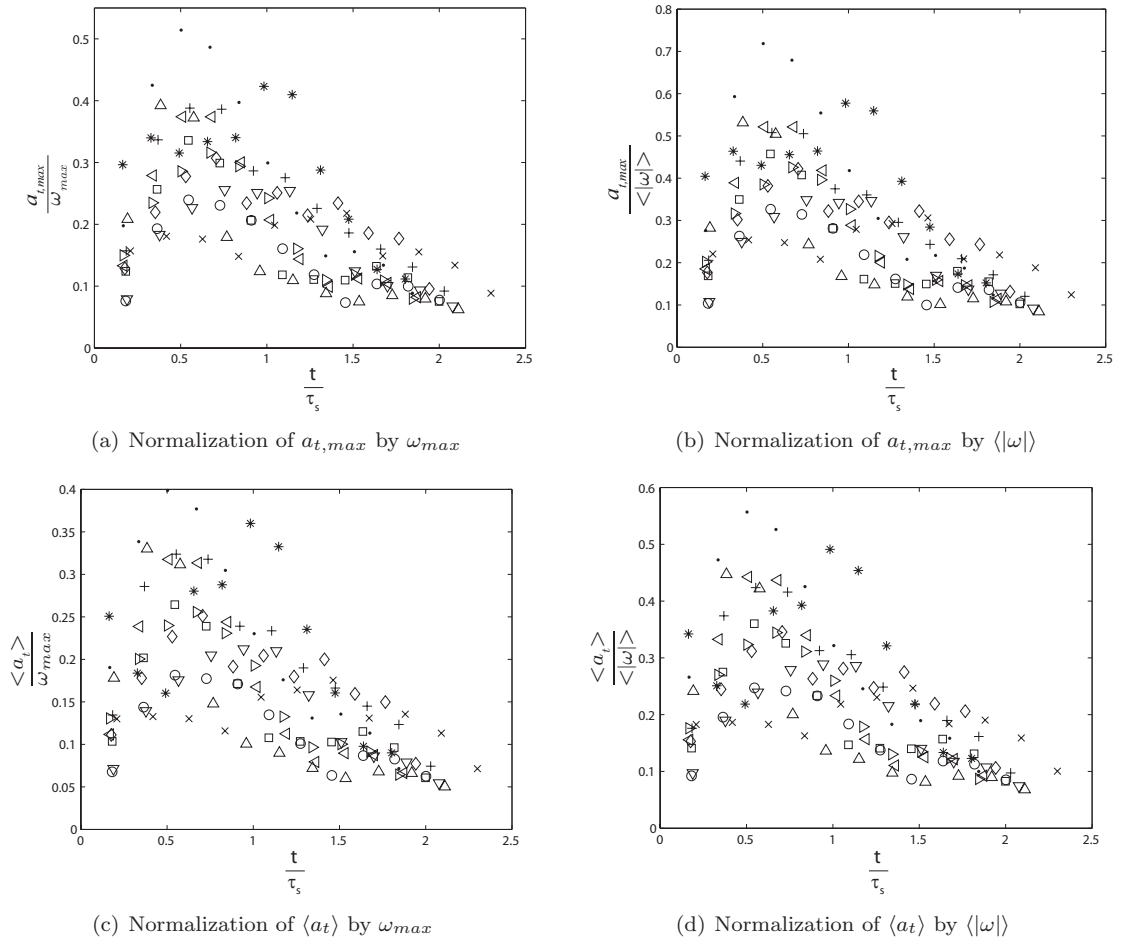 0.5
0.4
0.3
0.2
0.1
0
a_{t,max}
ω_{max}
0 0.5 1 1.5 2 2.5
t
τ_s
(a) Normalization of a_{t,max} by ω_{max}
0.8
0.7
0.6
0.5
0.4
0.3
0.2
0.1
0
a_{t,max}
<|ω|>
0 0.5 1 1.5 2 2.5
t
τ_s
(b) Normalization of a_{t,max} by ⟨|ω|⟩
0.4
0.35
0.3
0.25
0.2
0.15
0.1
0.05
0
<a_t>
ω_{max}
0 0.5 1 1.5 2 2.5
t
τ_s
(c) Normalization of ⟨a_t⟩ by ω_{max}
0.6
0.5
0.4
0.3
0.2
0.1
0
<a_t>
<|ω|>
0 0.5 1 1.5 2 2.5
t
τ_s
(d) Normalization of ⟨a_t⟩ by ⟨|ω|⟩